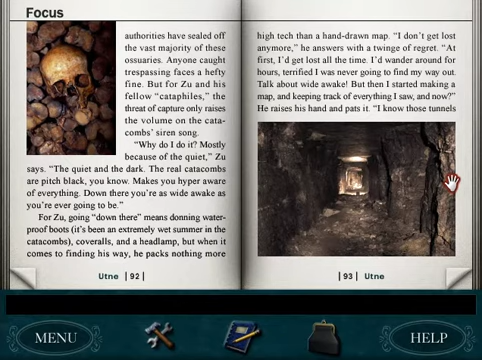 Focus
authorities have sealed off
the vast majority of these
ossuaries. Anyone caught
trespassing faces a hefty
fine. But for Zu and his
fellow “cataphiles,” the
threat of capture only raises
the volume on the cata-
combs’ siren song.
“Why do I do it? Mostly
because of the quiet,” Zu
says. “The quiet and the dark. The real catacombs
are pitch black, you know. Makes you hyper aware
of everything. Down there you’re as wide awake as
you’re ever going to be.”
For Zu, going “down there” means donning water-
proof boots (it’s been an extremely wet summer in the
catacombs), coveralls, and a headlamp, but when it
comes to finding his way, he packs nothing more
Utne |92|
high tech than a hand-drawn map. “I don’t get lost
anymore,” he answers with a twinge of regret. “At
first, I’d get lost all the time. I’d wander around for
hours, terrified I was never going to find my way out.
Talk about wide awake! But then I started making a
map, and keeping track of everything I saw, and now?”
He raises his hand and pats it. “I know those tunnels
|93| Utne
MENU
HELP